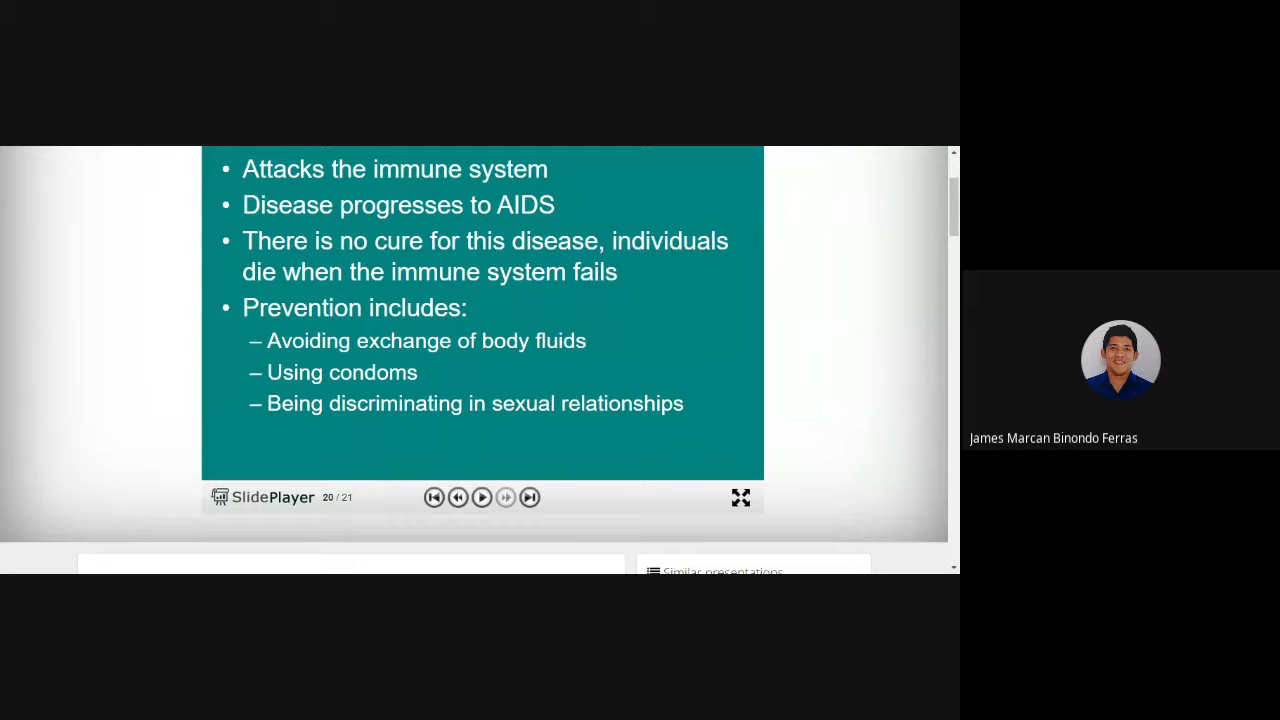 • Attacks the immune system
• Disease progresses to AIDS
• There is no cure for this disease, individuals
die when the immune system fails
• Prevention includes:
– Avoiding exchange of body fluids
– Using condoms
– Being discriminating in sexual relationships
SlidePlayer 20 / 21
Similar presentations
James Marcan Binondo Ferras